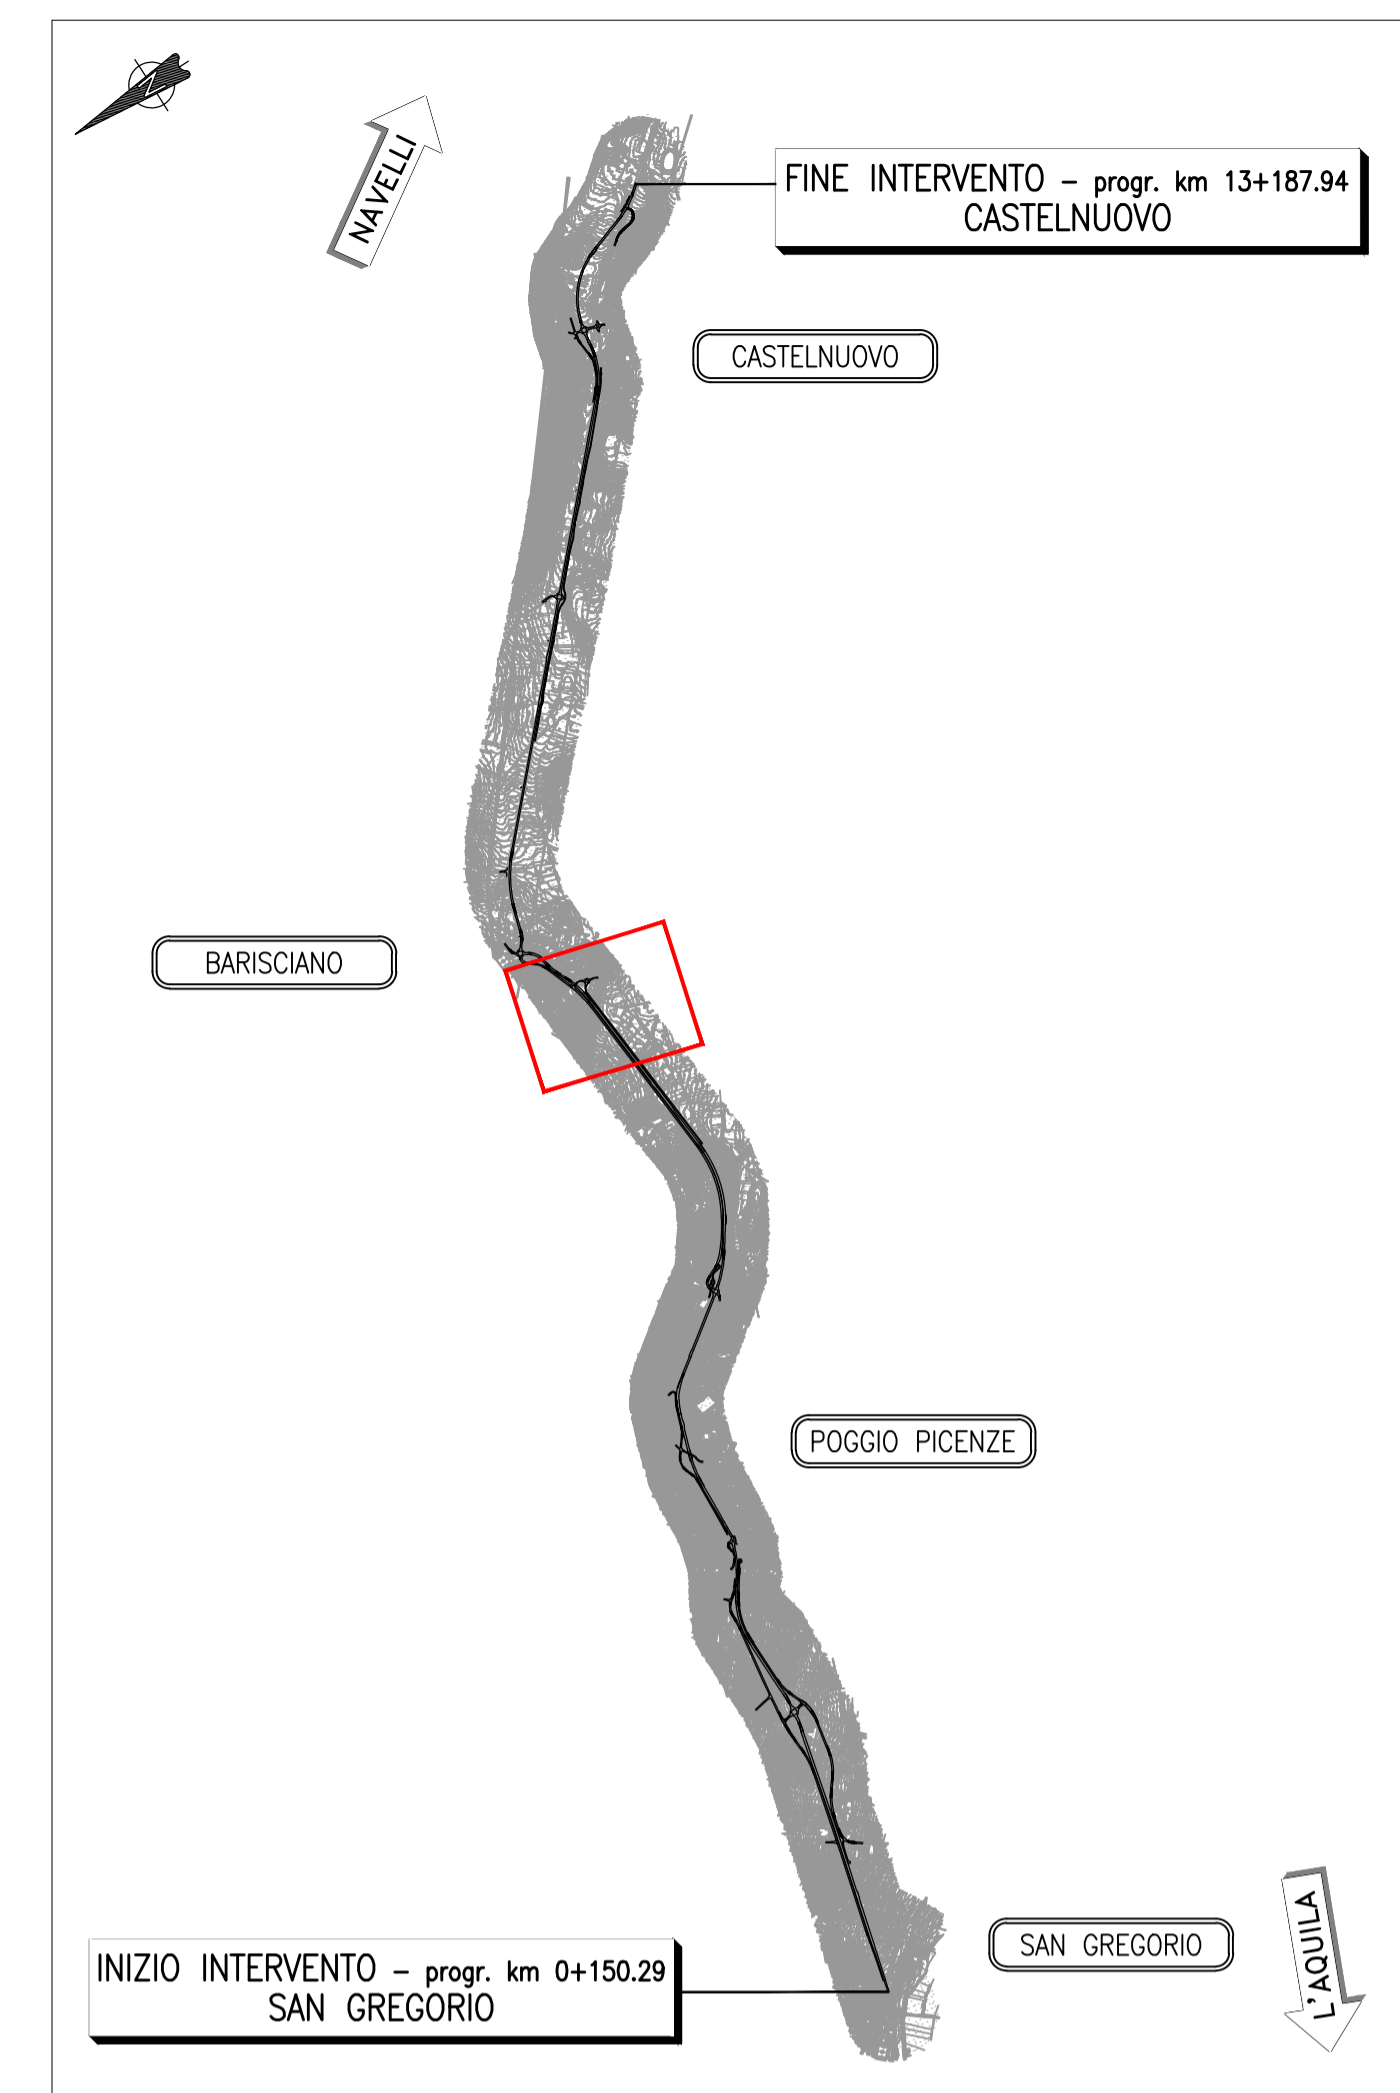 NAVELLI
FINE INTERVENTO – progr. km 13+187.94
CASTELNUOVO
CASTELNUOVO
BARISCIANO
POGGIO PICENZE
SAN GREGORIO
L'AQUILA
INIZIO INTERVENTO – progr. km 0+150.29
SAN GREGORIO